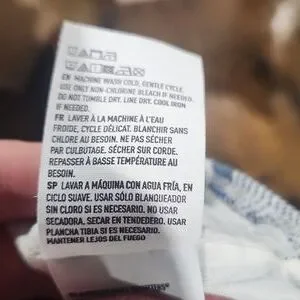 EN MACHINE WASH COLD, GENTLE CYCLE
USE ONLY NON-CHLORINE BLEACH IF NEEDED.
DO NOT TUMBLE DRY. LINE DRY. COOL IRON
IF NEEDED.
FR LAVER À LA MACHINE À L'EAU
FROIDE, CYCLE DÉLICAT. BLANCHIR SANS
CHLORE AU BESOIN. NE PAS SÉCHER
PAR CULBUTAGE. SÉCHER SUR CORDE.
REPASSER À BASSE TEMPÉRATURE AU
BESOIN.
SP LAVAR A MÁQUINA CON AGUA FRÍA, EN
CICLO SUAVE. USAR SÓLO BLANQUEADOR
SIN CLORO SI ES NECESARIO. NO USAR
SECADORA. SECAR EN TENDEDERO. USAR
PLANCHA TIBIA SI ES NECESARIO.
MANTENER LEJOS DEL FUEGO